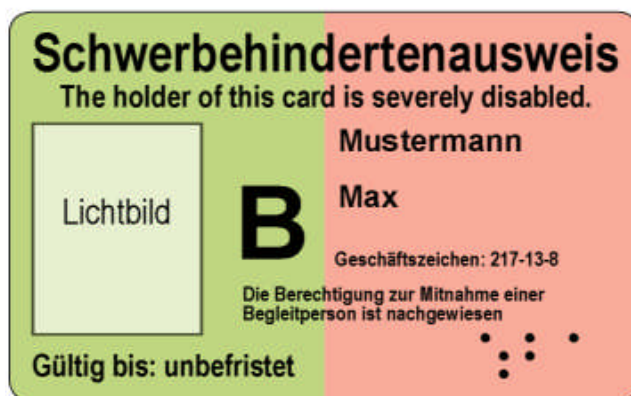 Schwerbehindertenausweis
The holder of this card is severely disabled.
Mustermann
Lichtbild
B
Max
Geschäftszeichen: 217-13-8
Die Berechtigung zur Mitnahme einer
Begleitperson ist nachgewiesen
Gültig bis: unbefristet